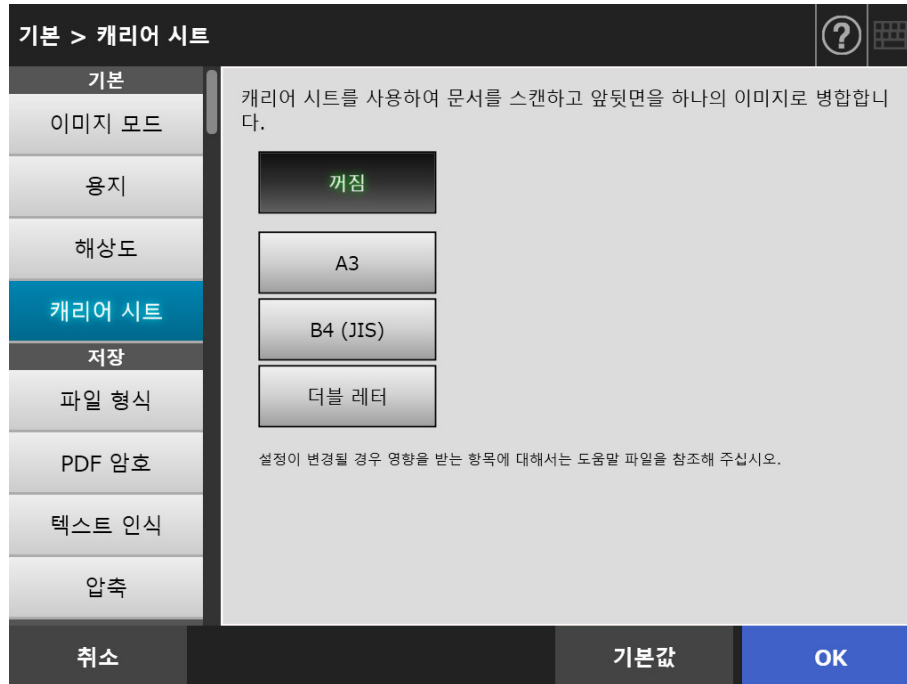 기본 > 캐리어 시트
?
기본
이미지 모드
용지
해상도
캐리어 시트
저장
파일 형식
PDF 암호
텍스트 인식
압축
캐리어 시트를 사용하여 문서를 스캔하고 앞뒷면을 하나의 이미지로 병합합니
다.
꺼짐
A3
B4 (JIS)
더블 레터
설정이 변경될 경우 영향을 받는 항목에 대해서는 도움말 파일을 참조해 주십시오.
취소
기본값
OK